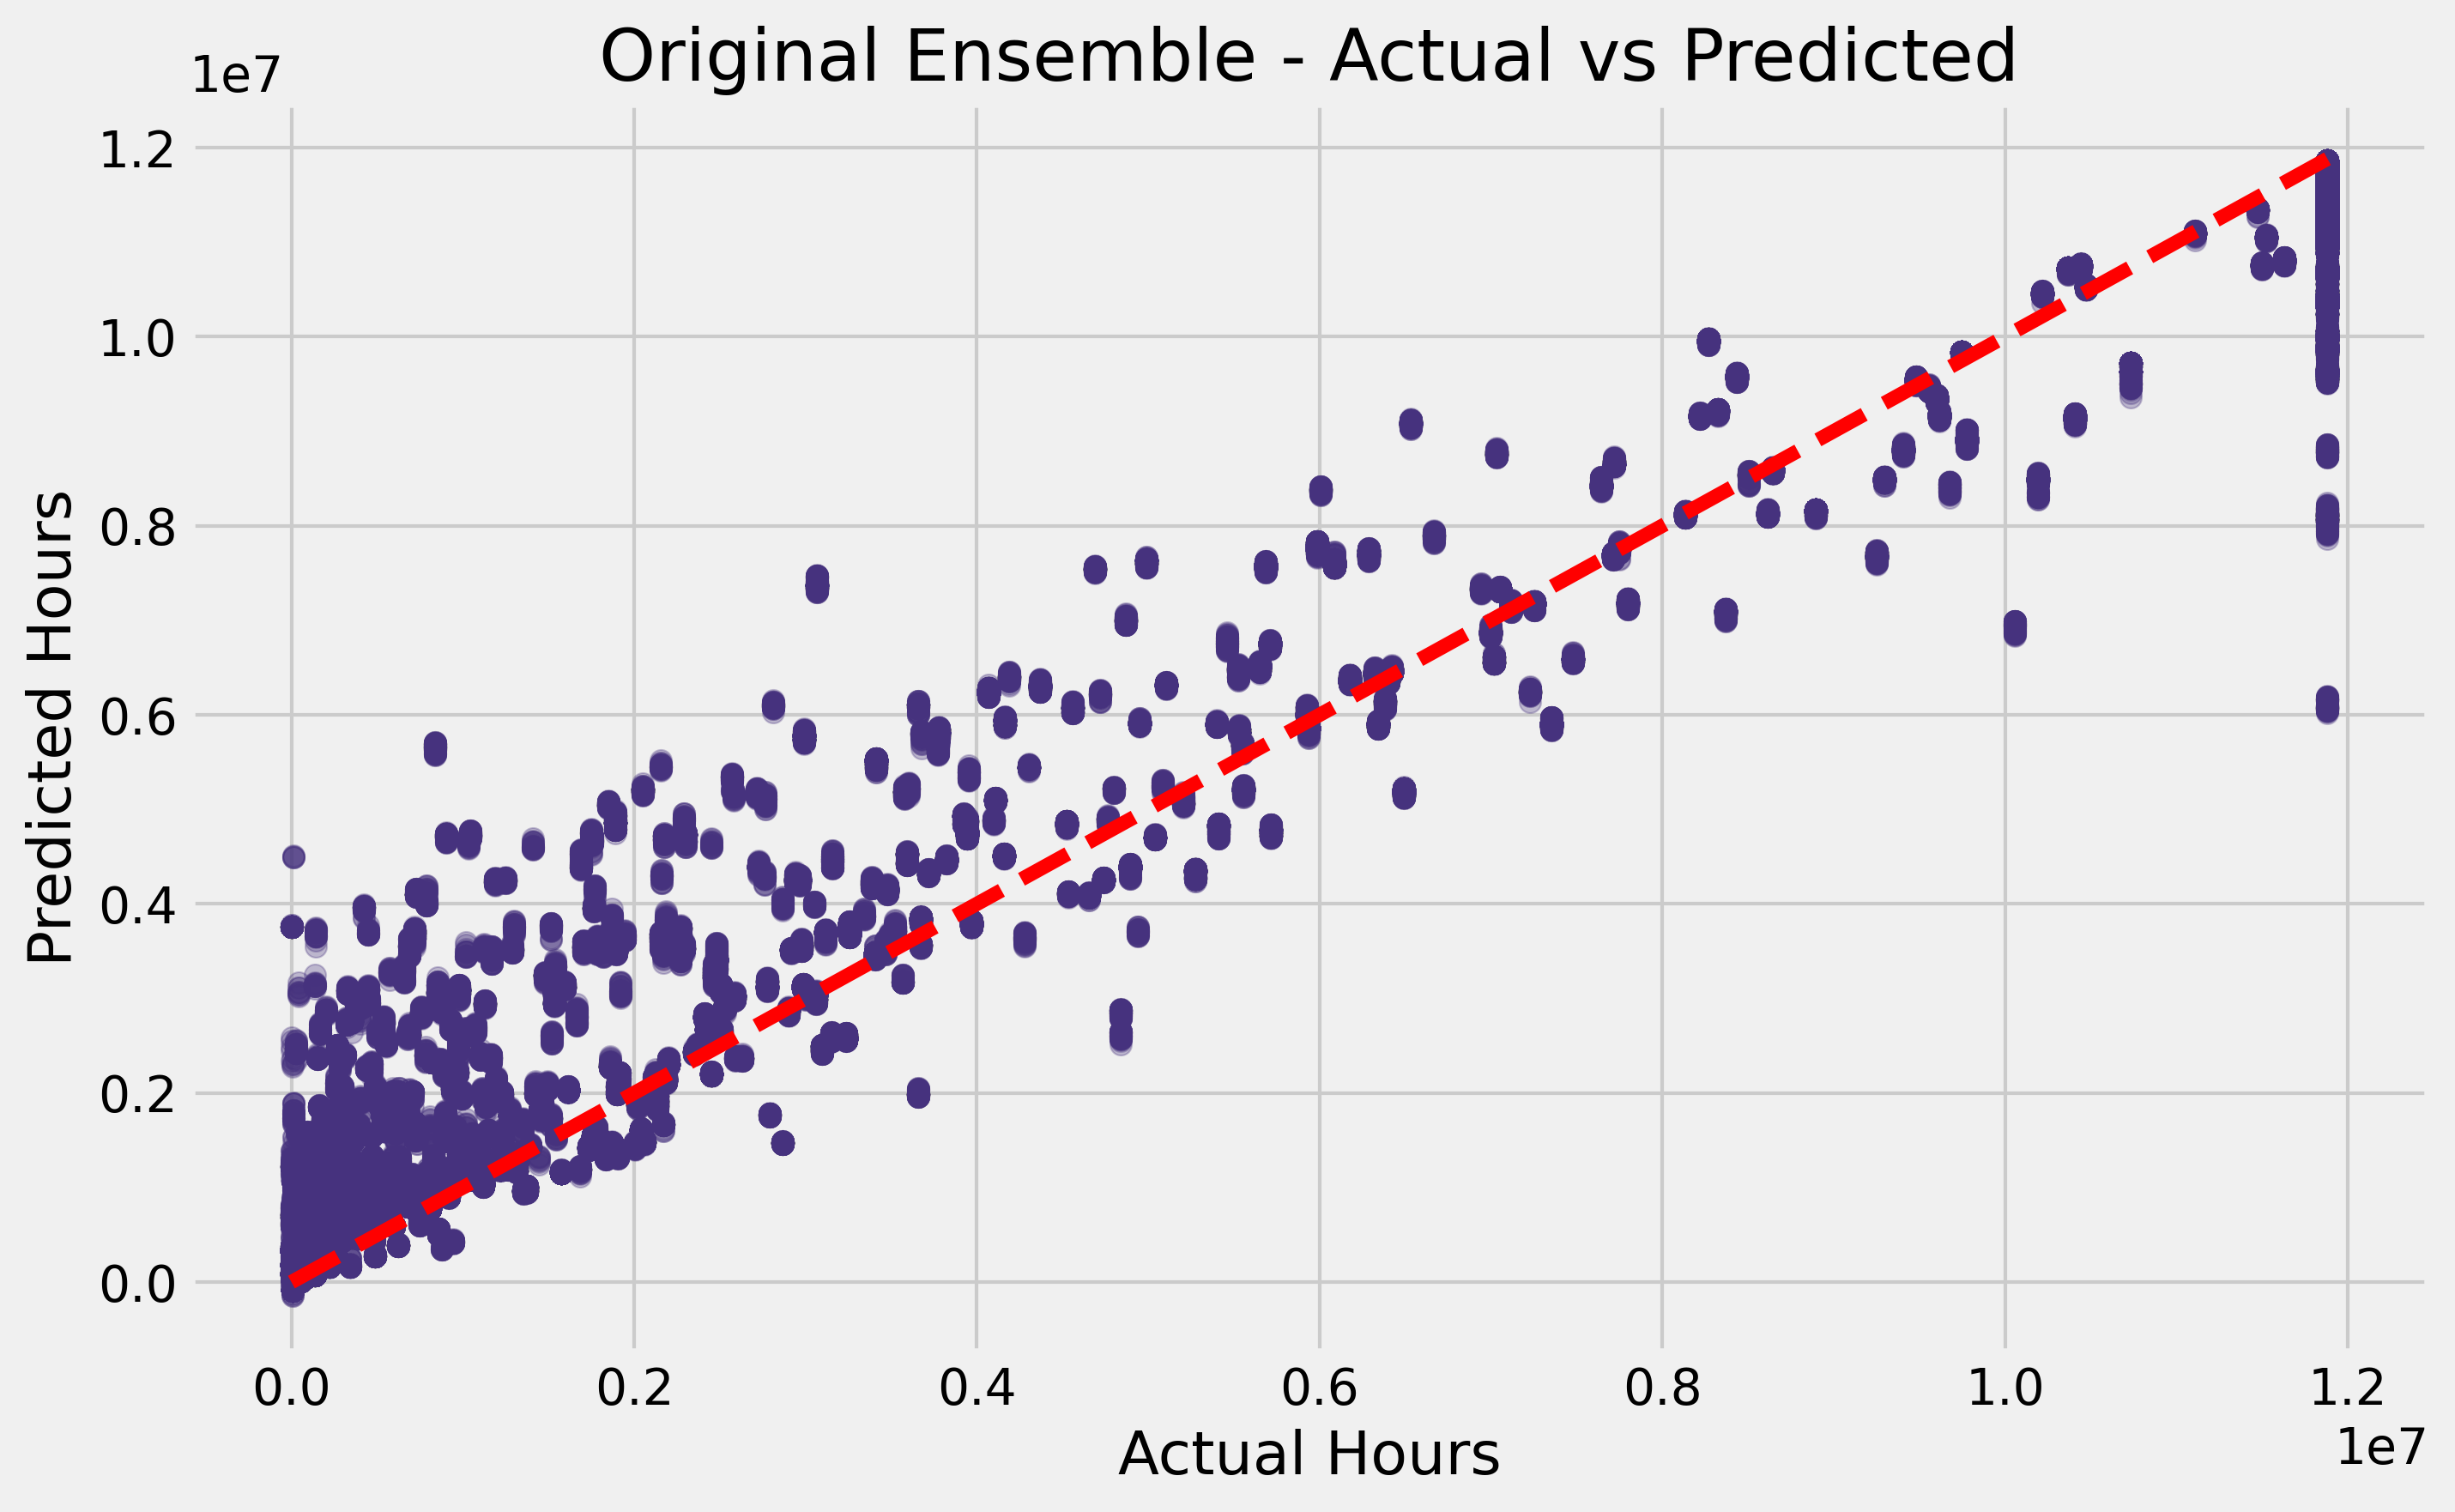 Original Ensemble - Actual vs Predicted
1e7
1.2
1.0
0.8
0.6
0.4
0.2
0.0
Predicted Hours
0.0 0.2 0.4 0.6 0.8 1.0 1.2
1e7
Actual Hours